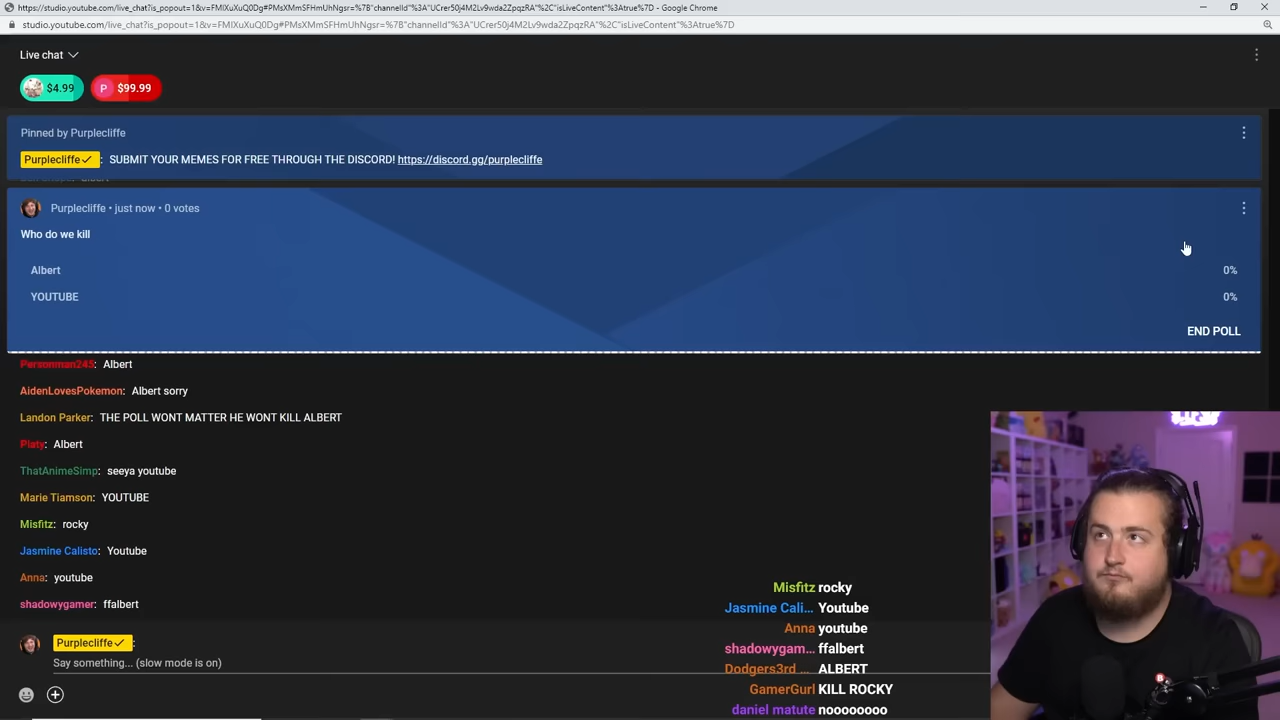 https://studio.youtube.com/live_chat?is_popout=1&v=FMIXuXuQ0Dg#PMsXMmSFHmUhNgsr=%7B"channelId"%3A"UCrer50j4M2Lv9wda2ZpqzRA"%2C"isLiveContent"%3Atrue%7D - Google Chrome
studio.youtube.com/live_chat?is_popout=1&v=FMIXuXuQ0Dg#PMsXMmSFHmUhNgsr=%7B"channelId"%3A"UCrer50j4M2Lv9wda2ZpqzRA"%2C"isLiveContent"%3Atrue%7D
Live chat
$4.99 P $99.99
Pinned by Purplecliffe
Purplecliffe: SUBMIT YOUR MEMES FOR FREE THROUGH THE DISCORD! https://discord.gg/purplecliffe
Purplecliffe • just now • 0 votes
Who do we kill
Albert 0%
YOUTUBE 0%
END POLL
Personman245: Albert
AidenLovesPokemon: Albert sorry
Landon Parker: THE POLL WONT MATTER HE WONT KILL ALBERT
Platy: Albert
ThatAnimeSimp: seeya youtube
Marie Tiamson: YOUTUBE
Misfitz: rocky
Jasmine Calisto: Youtube
Anna: youtube
shadowygamer: ffalbert
Purplecliffe:
Say something... (slow mode is on)
Misfitz rocky
Jasmine Cali... Youtube
Anna youtube
shadowygam... ffalbert
Dodgers3rd ... ALBERT
GamerGurl KILL ROCKY
daniel matute noooooooo